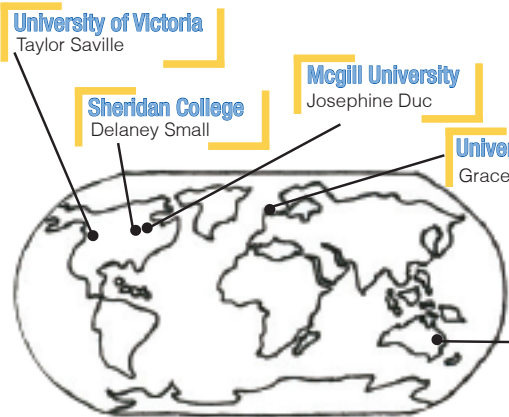 University of Victoria
Taylor Saville
Mcgill University
Josephine Duc
Sheridan College
Delaney Small
Grace